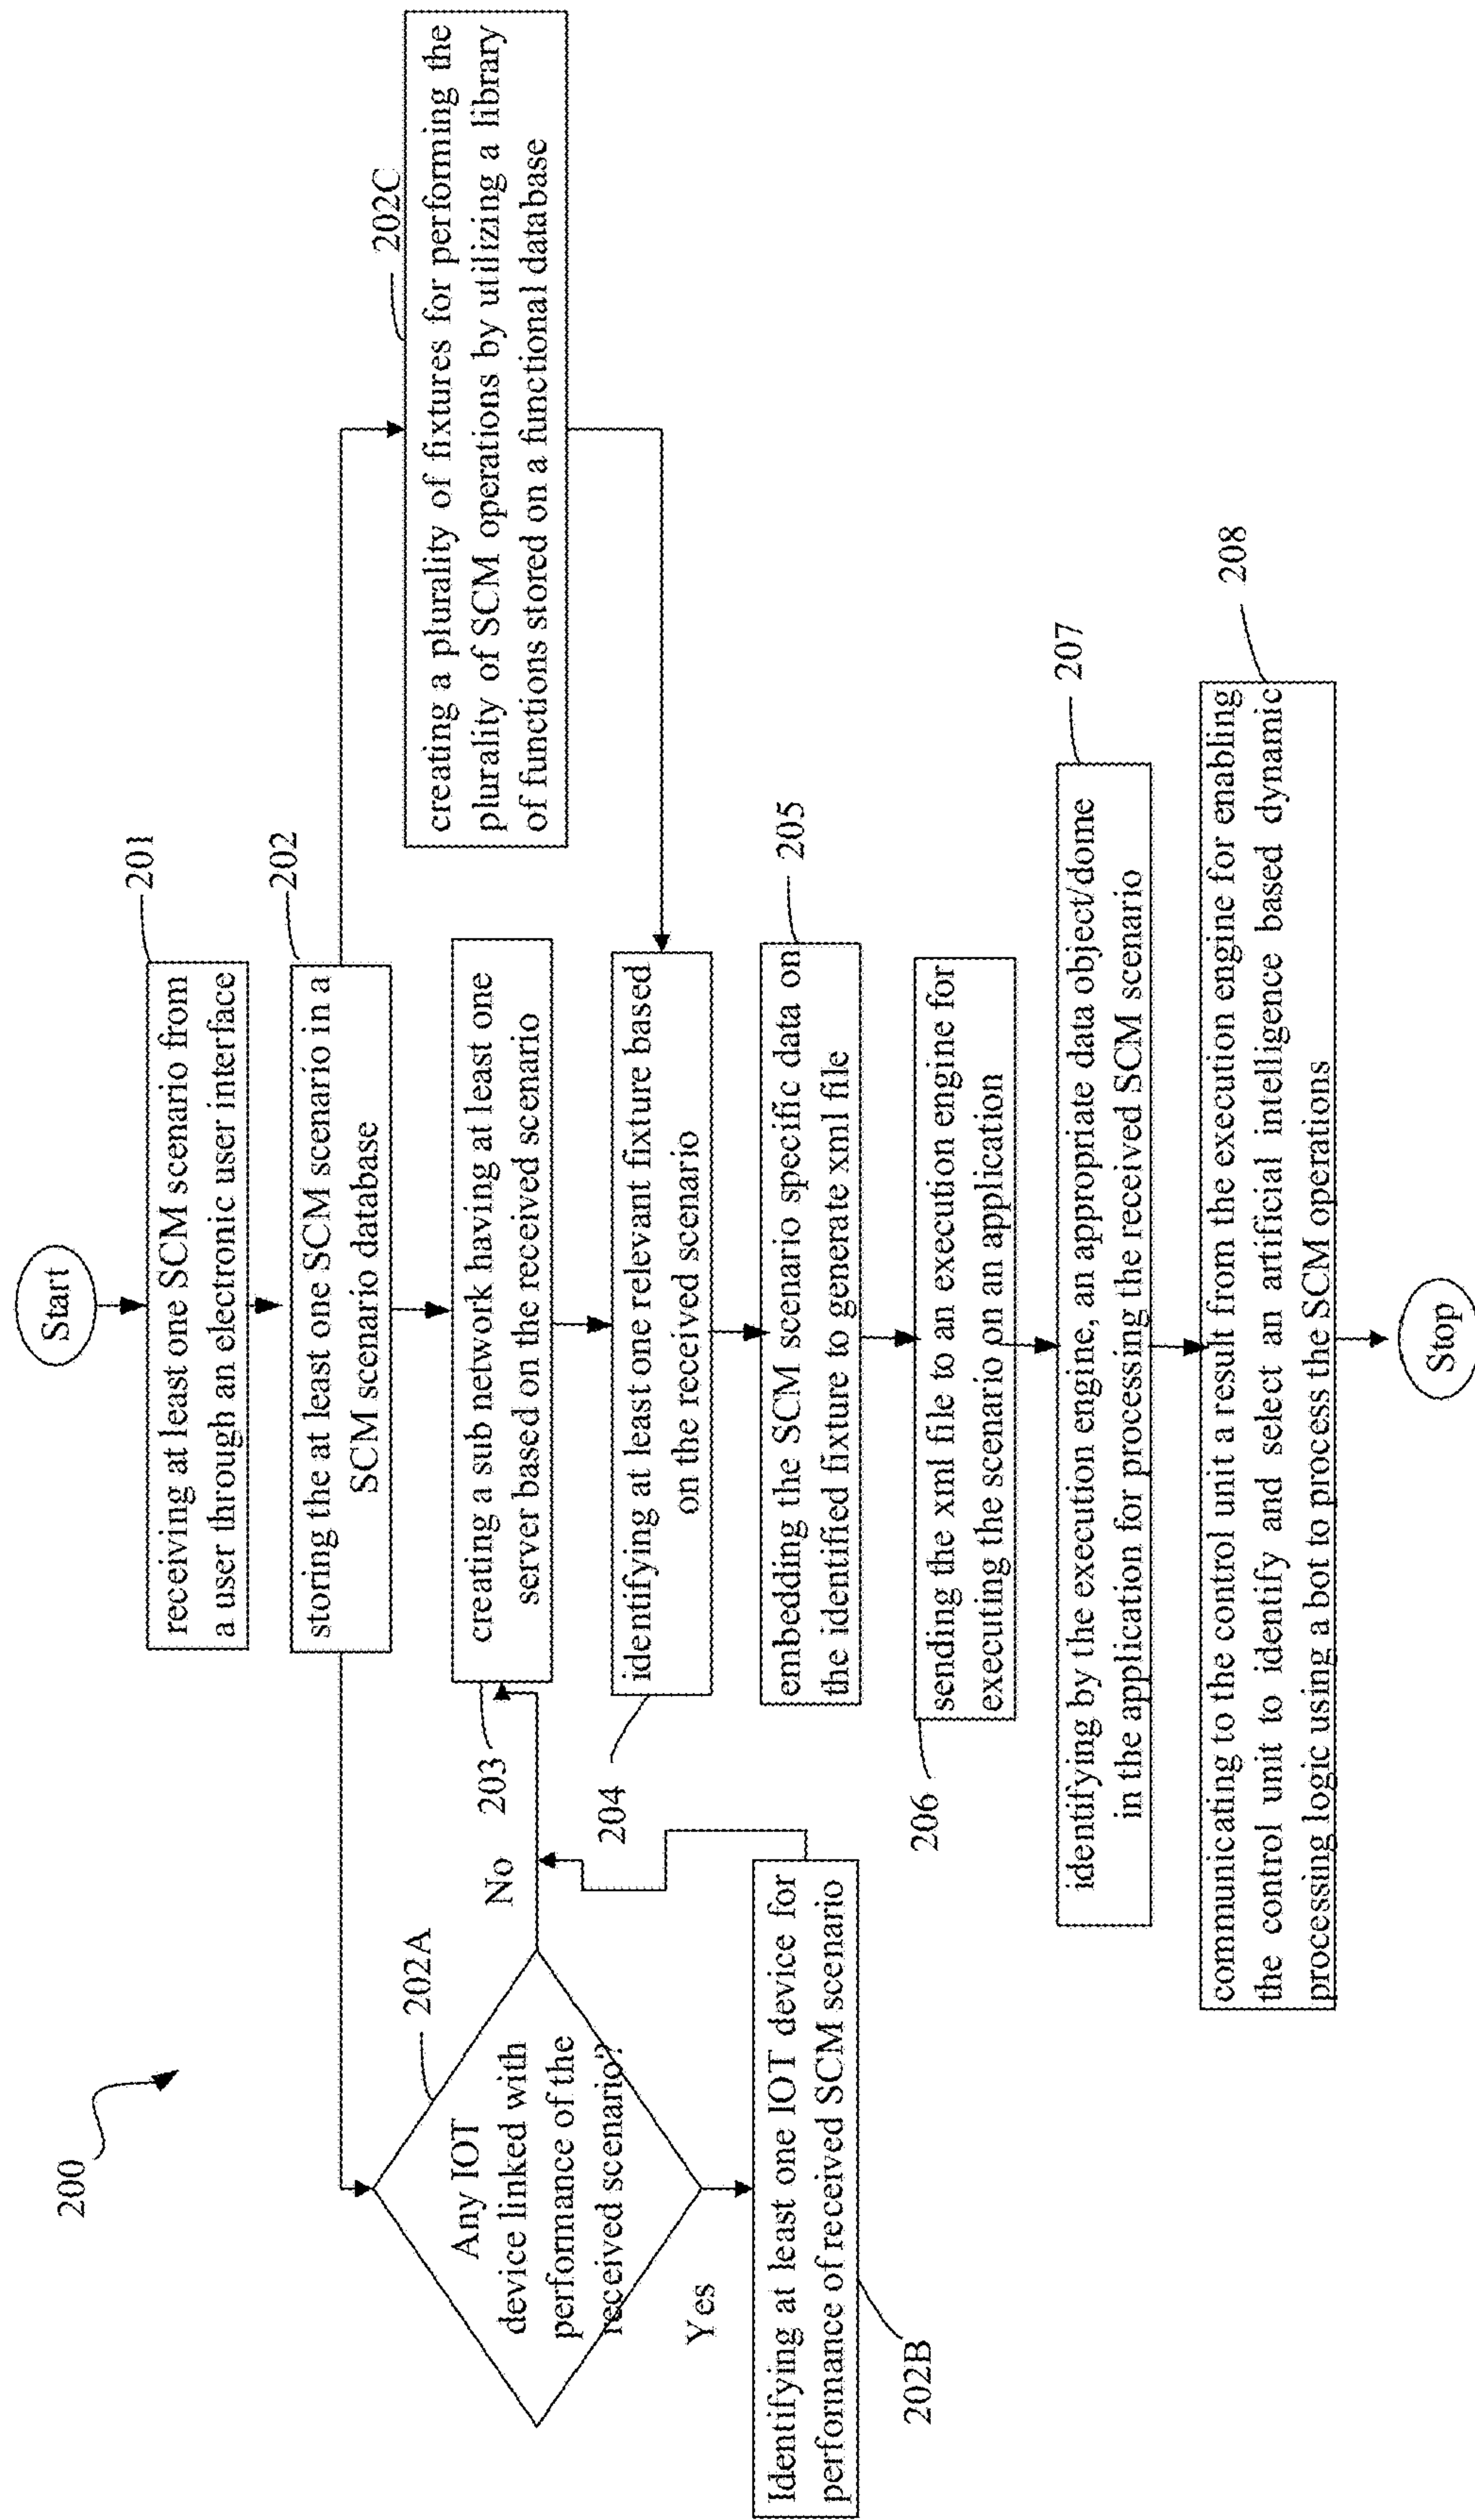 200
Start
201
receiving at least one SCM scenario from
a user through an electronic user interface
202
storing the at least one SCM scenario in a
SCM scenario database
202A
Any IOT
device linked with
performance of the
received scenario?
No
Yes
202B
Identifying at least one IOT device for
performance of received SCM scenario
202C
creating a plurality of fixtures for performing the
plurality of SCM operations by utilizing a library
of functions stored on a functional database
203
creating a sub network having at least one
server based on the received scenario
204
identifying at least one relevant fixture based
on the received scenario
205
embedding the SCM scenario specific data on
the identified fixture to generate xml file
206
sending the xml file to an execution engine for
executing the scenario on an application
207
identifying by the execution engine, an appropriate data object/dome
in the application for processing the received SCM scenario
208
communicating to the control unit a result from the execution engine for enabling
the control unit to identify and select an artificial intelligence based dynamic
processing logic using a bot to process the SCM operations
Stop